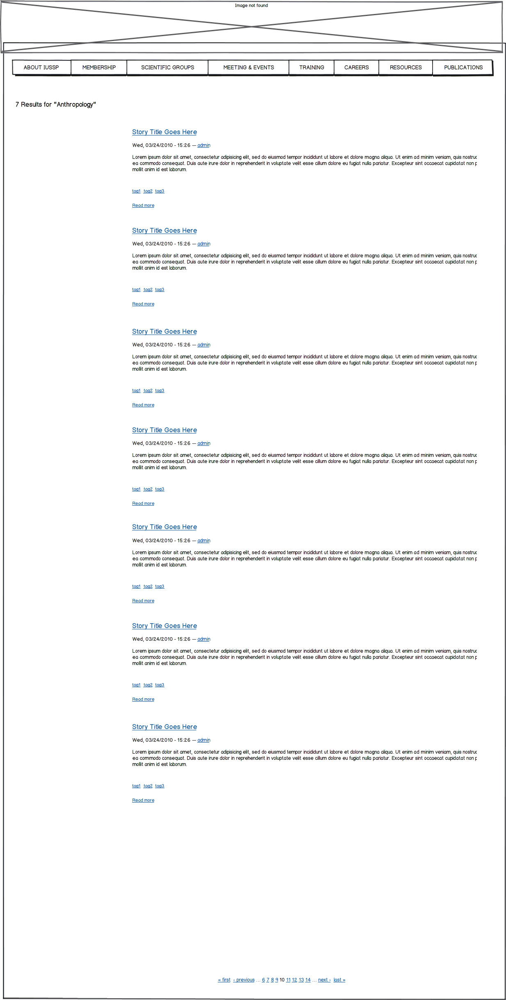 Image not found
ABOUT IUSSP MEMBERSHIP SCIENTIFIC GROUPS MEETING & EVENTS TRAINING CAREERS RESOURCES PUBLICATIONS
7 Results for "Anthropology"
Story Title Goes Here
Wed, 03/24/2010 - 15:26 — admin
Lorem ipsum dolor sit amet, consectetur adipisicing elit, sed do eiusmod tempor incididunt ut labore et dolore magna aliqua. Ut enim ad minim veniam, quis nostruc
ea commodo consequat. Duis aute irure dolor in reprehenderit in voluptate velit esse cillum dolore eu fugiat nulla pariatur. Excepteur sint occaecat cupidatat non p
mollit anim id est laborum.
tag1 tag2 tag3
Read more
Story Title Goes Here
Wed, 03/24/2010 - 15:26 — admin
Lorem ipsum dolor sit amet, consectetur adipisicing elit, sed do eiusmod tempor incididunt ut labore et dolore magna aliqua. Ut enim ad minim veniam, quis nostruc
ea commodo consequat. Duis aute irure dolor in reprehenderit in voluptate velit esse cillum dolore eu fugiat nulla pariatur. Excepteur sint occaecat cupidatat non p
mollit anim id est laborum.
tag1 tag2 tag3
Read more
Story Title Goes Here
Wed, 03/24/2010 - 15:26 — admin
Lorem ipsum dolor sit amet, consectetur adipisicing elit, sed do eiusmod tempor incididunt ut labore et dolore magna aliqua. Ut enim ad minim veniam, quis nostruc
ea commodo consequat. Duis aute irure dolor in reprehenderit in voluptate velit esse cillum dolore eu fugiat nulla pariatur. Excepteur sint occaecat cupidatat non p
mollit anim id est laborum.
tag1 tag2 tag3
Read more
Story Title Goes Here
Wed, 03/24/2010 - 15:26 — admin
Lorem ipsum dolor sit amet, consectetur adipisicing elit, sed do eiusmod tempor incididunt ut labore et dolore magna aliqua. Ut enim ad minim veniam, quis nostruc
ea commodo consequat. Duis aute irure dolor in reprehenderit in voluptate velit esse cillum dolore eu fugiat nulla pariatur. Excepteur sint occaecat cupidatat non p
mollit anim id est laborum.
tag1 tag2 tag3
Read more
Story Title Goes Here
Wed, 03/24/2010 - 15:26 — admin
Lorem ipsum dolor sit amet, consectetur adipisicing elit, sed do eiusmod tempor incididunt ut labore et dolore magna aliqua. Ut enim ad minim veniam, quis nostruc
ea commodo consequat. Duis aute irure dolor in reprehenderit in voluptate velit esse cillum dolore eu fugiat nulla pariatur. Excepteur sint occaecat cupidatat non p
mollit anim id est laborum.
tag1 tag2 tag3
Read more
Story Title Goes Here
Wed, 03/24/2010 - 15:26 — admin
Lorem ipsum dolor sit amet, consectetur adipisicing elit, sed do eiusmod tempor incididunt ut labore et dolore magna aliqua. Ut enim ad minim veniam, quis nostruc
ea commodo consequat. Duis aute irure dolor in reprehenderit in voluptate velit esse cillum dolore eu fugiat nulla pariatur. Excepteur sint occaecat cupidatat non p
mollit anim id est laborum.
tag1 tag2 tag3
Read more
Story Title Goes Here
Wed, 03/24/2010 - 15:26 — admin
Lorem ipsum dolor sit amet, consectetur adipisicing elit, sed do eiusmod tempor incididunt ut labore et dolore magna aliqua. Ut enim ad minim veniam, quis nostruc
ea commodo consequat. Duis aute irure dolor in reprehenderit in voluptate velit esse cillum dolore eu fugiat nulla pariatur. Excepteur sint occaecat cupidatat non p
mollit anim id est laborum.
tag1 tag2 tag3
Read more
« first ‹ previous … 6 7 8 9 10 11 12 13 14 … next › last »